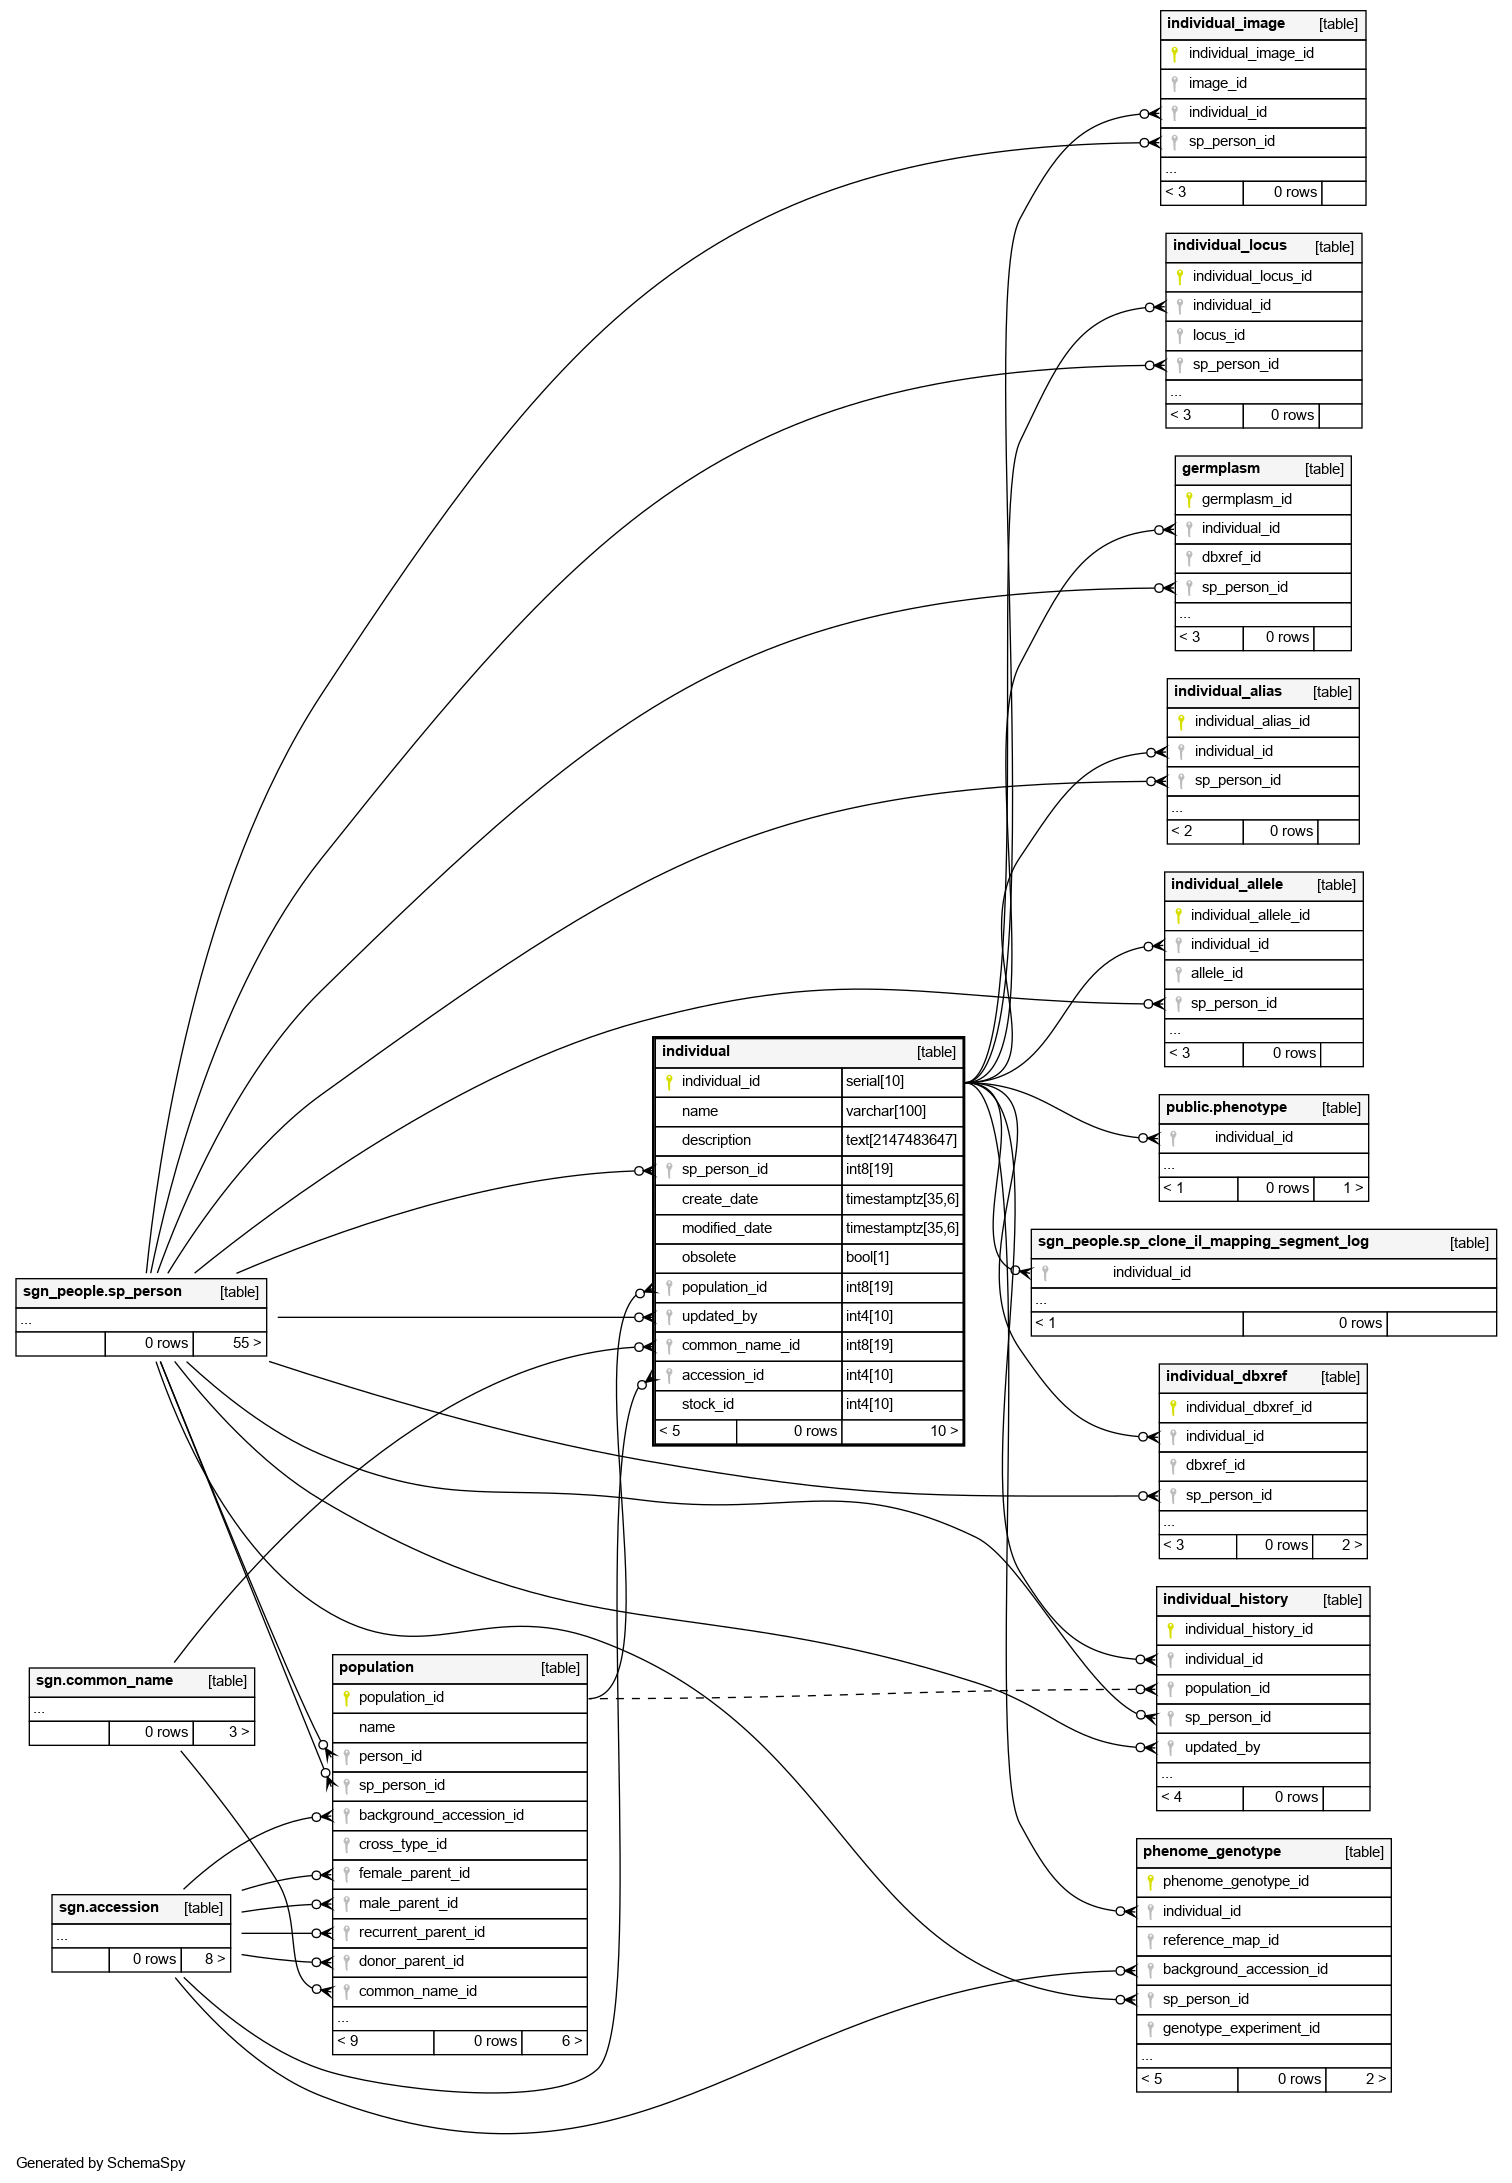 individual_image [table]
individual_image_id
image_id
individual_id
sp_person_id
...
< 3 0 rows
individual_locus [table]
individual_locus_id
individual_id
locus_id
sp_person_id
...
< 3 0 rows
germplasm [table]
germplasm_id
individual_id
dbxref_id
sp_person_id
...
< 3 0 rows
individual_alias [table]
individual_alias_id
individual_id
sp_person_id
...
< 2 0 rows
individual_allele [table]
individual_allele_id
individual_id
allele_id
sp_person_id
...
< 3 0 rows
individual [table]
individual_id serial[10]
name varchar[100]
description text[2147483647]
sp_person_id int8[19]
create_date timestamptz[35,6]
modified_date timestamptz[35,6]
obsolete bool[1]
population_id int8[19]
updated_by int4[10]
common_name_id int8[19]
accession_id int4[10]
stock_id int4[10]
< 5 0 rows 10 >
public.phenotype [table]
individual_id
...
< 1 0 rows 1 >
sgn_people.sp_clone_il_mapping_segment_log [table]
individual_id
...
< 1 0 rows
sgn_people.sp_person [table]
...
0 rows 55 >
individual_dbxref [table]
individual_dbxref_id
individual_id
dbxref_id
sp_person_id
...
< 3 0 rows 2 >
individual_history [table]
individual_history_id
individual_id
population_id
sp_person_id
updated_by
...
< 4 0 rows
sgn.common_name [table]
...
0 rows 3 >
population [table]
population_id
name
person_id
sp_person_id
background_accession_id
cross_type_id
female_parent_id
male_parent_id
recurrent_parent_id
donor_parent_id
common_name_id
...
< 9 0 rows 6 >
sgn.accession [table]
...
0 rows 8 >
phenome_genotype [table]
phenome_genotype_id
individual_id
reference_map_id
background_accession_id
sp_person_id
genotype_experiment_id
...
< 5 0 rows 2 >
Generated by SchemaSpy